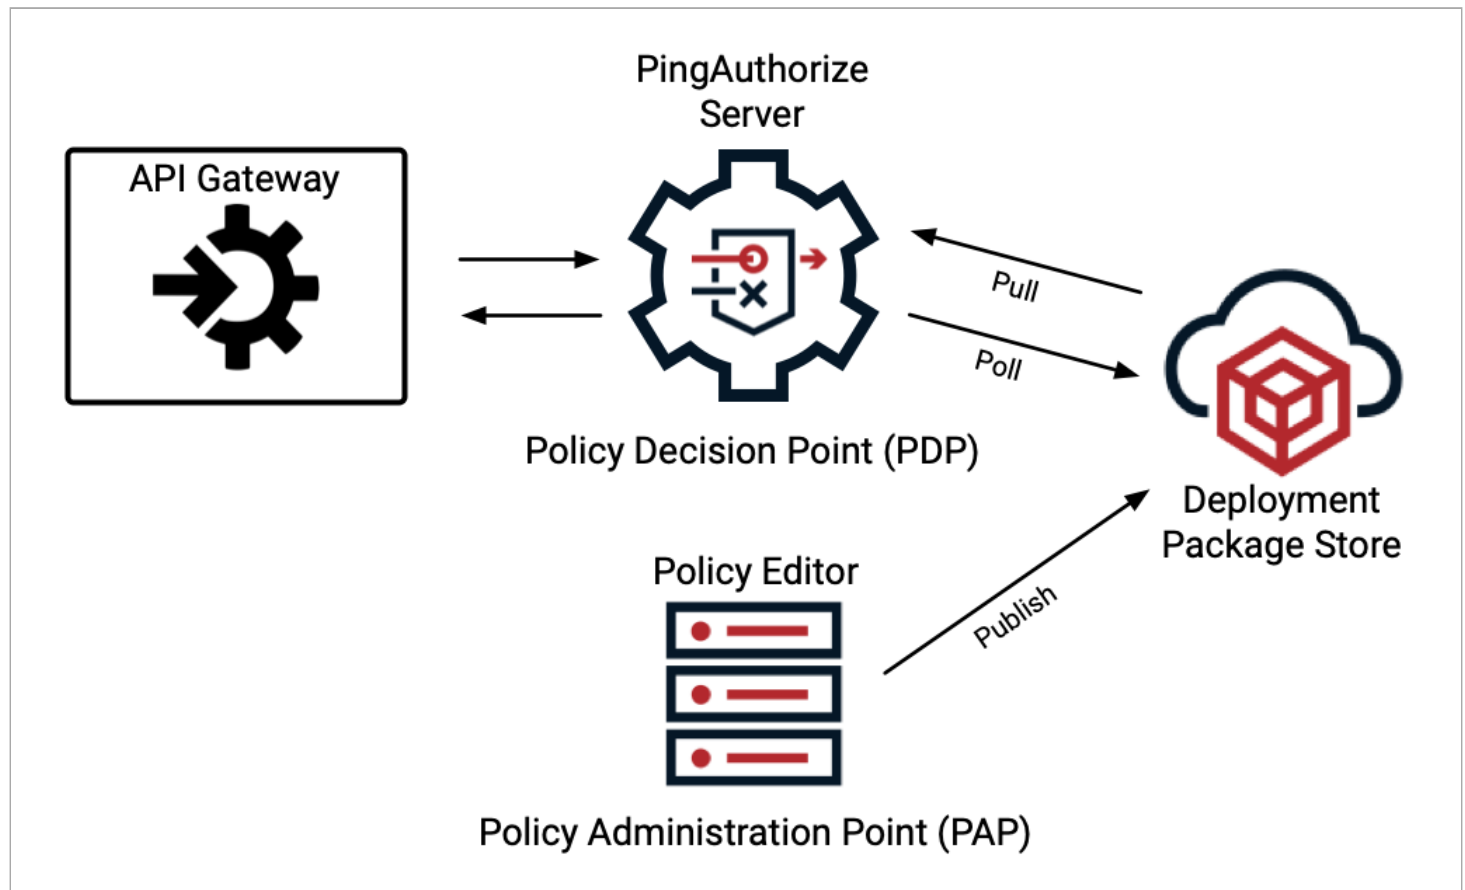 PingAuthorize
Server
API Gateway
Pull
Poll
Policy Decision Point (PDP)
Deployment
Package Store
Policy Editor
Publish
Policy Administration Point (PAP)